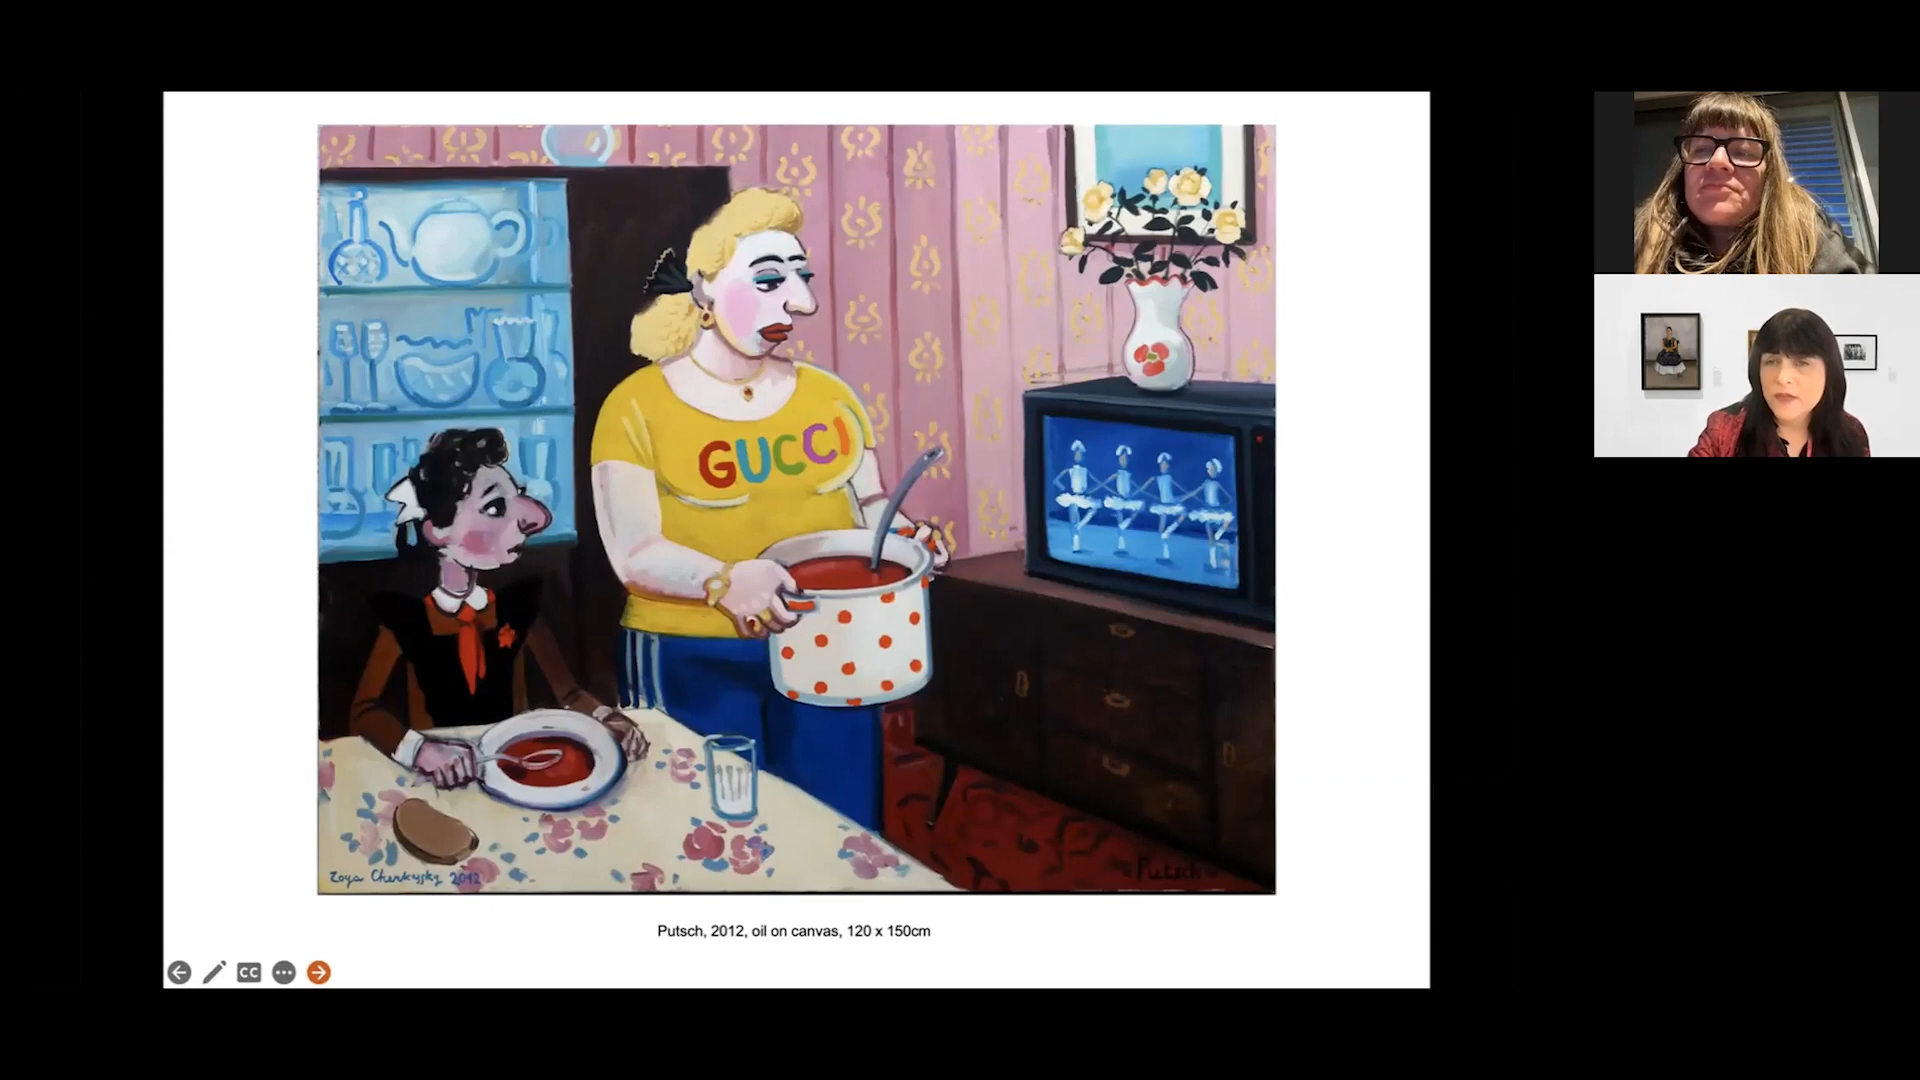 GUCCI
Zoya Cherkassky 2012
Putsch
Putsch, 2012, oil on canvas, 120 x 150cm
CC